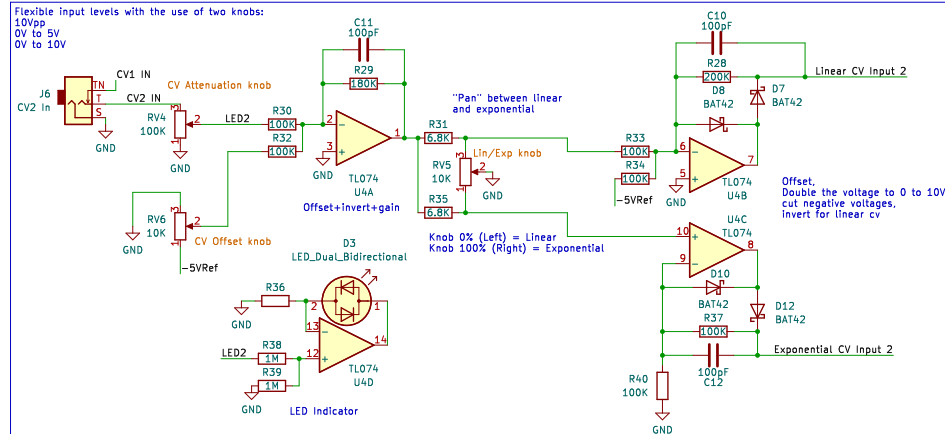 Flexible input levels with the use of two knobs:
10Vpp
0V to 5V
0V to 10V
J6
CV2 In
TN
T
S
CV1 IN
CV2 IN
GND
CV Attenuation knob
RV4
100K
3
2
1
GND
LED2
R30
100K
R32
100K
C11
100pF
R29
180K
2
3
1
GND
TL074
U4A
Offset+invert+gain
RV6
10K
3
2
1
GND
CV Offset knob
-5VRef
"Pan" between linear
and exponential
R31
6.8K
RV5
10K
3
2
1
Lin/Exp knob
GND
R35
6.8K
Knob 0% (Left) = Linear
Knob 100% (Right) = Exponential
R33
100K
R34
100K
-5VRef
C10
100pF
R28
200K
D8
BAT42
D7
BAT42
Linear CV Input 2
6
5
7
GND
TL074
U4B
Offset,
Double the voltage to 0 to 10V
cut negative voltages,
invert for linear cv
U4C
TL074
10
9
8
D10
BAT42
D12
BAT42
R37
100K
100pF
C12
Exponential CV Input 2
R40
100K
GND
D3
LED_Dual_Bidirectional
R36
GND
2
1
13
12
14
LED2
R38
1M
R39
1M
GND
TL074
U4D
LED Indicator